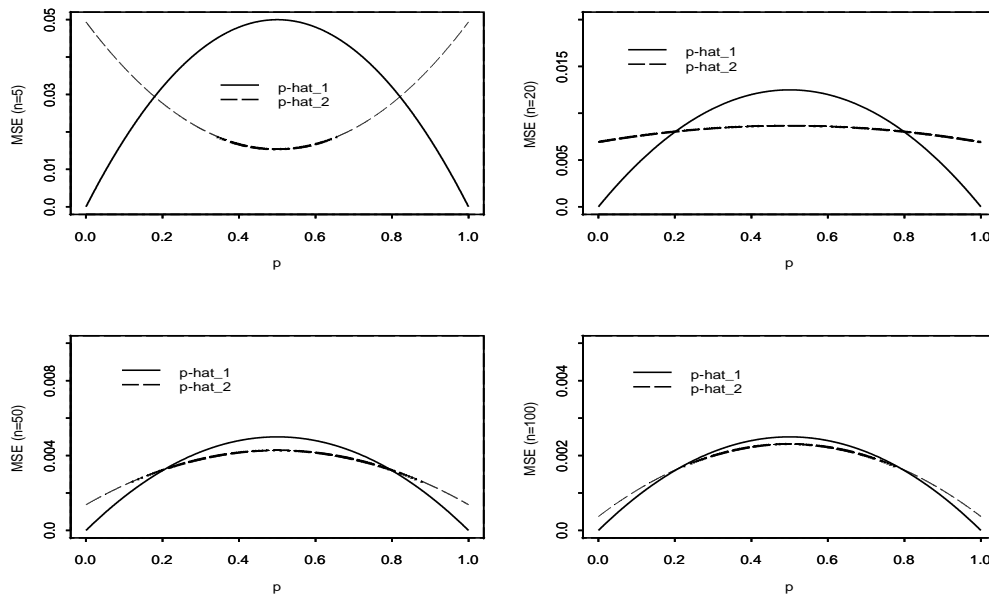 MSE (n=5)
0.0 0.01 0.03 0.05
p-hat_1
p-hat_2
0.0 0.2 0.4 0.6 0.8 1.0
p
MSE (n=20)
0.0 0.005 0.015
p-hat_1
p-hat_2
0.0 0.2 0.4 0.6 0.8 1.0
p
MSE (n=50)
0.0 0.004 0.008
p-hat_1
p-hat_2
0.0 0.2 0.4 0.6 0.8 1.0
p
MSE (n=100)
0.0 0.002 0.004
p-hat_1
p-hat_2
0.0 0.2 0.4 0.6 0.8 1.0
p